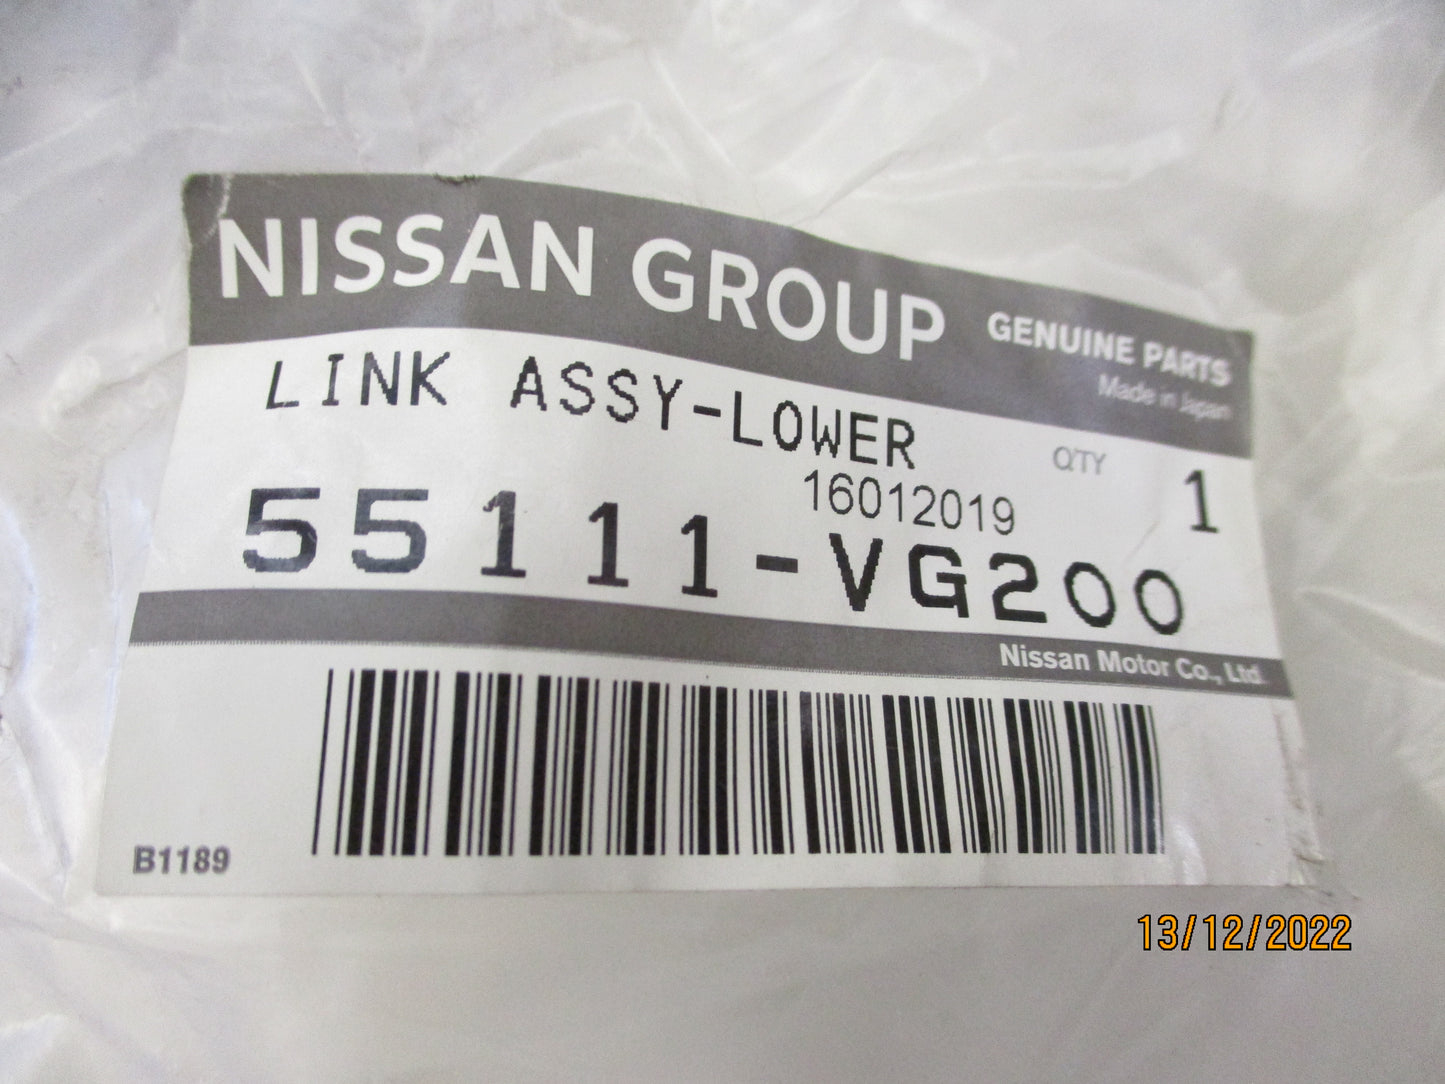 NISSAN GROUP GENUINE PARTS
Made in Japan
LINK ASSY-LOWER
QTY 1
16012019
55111-VG200
Nissan Motor Co., Ltd.
B1189
13/12/2022